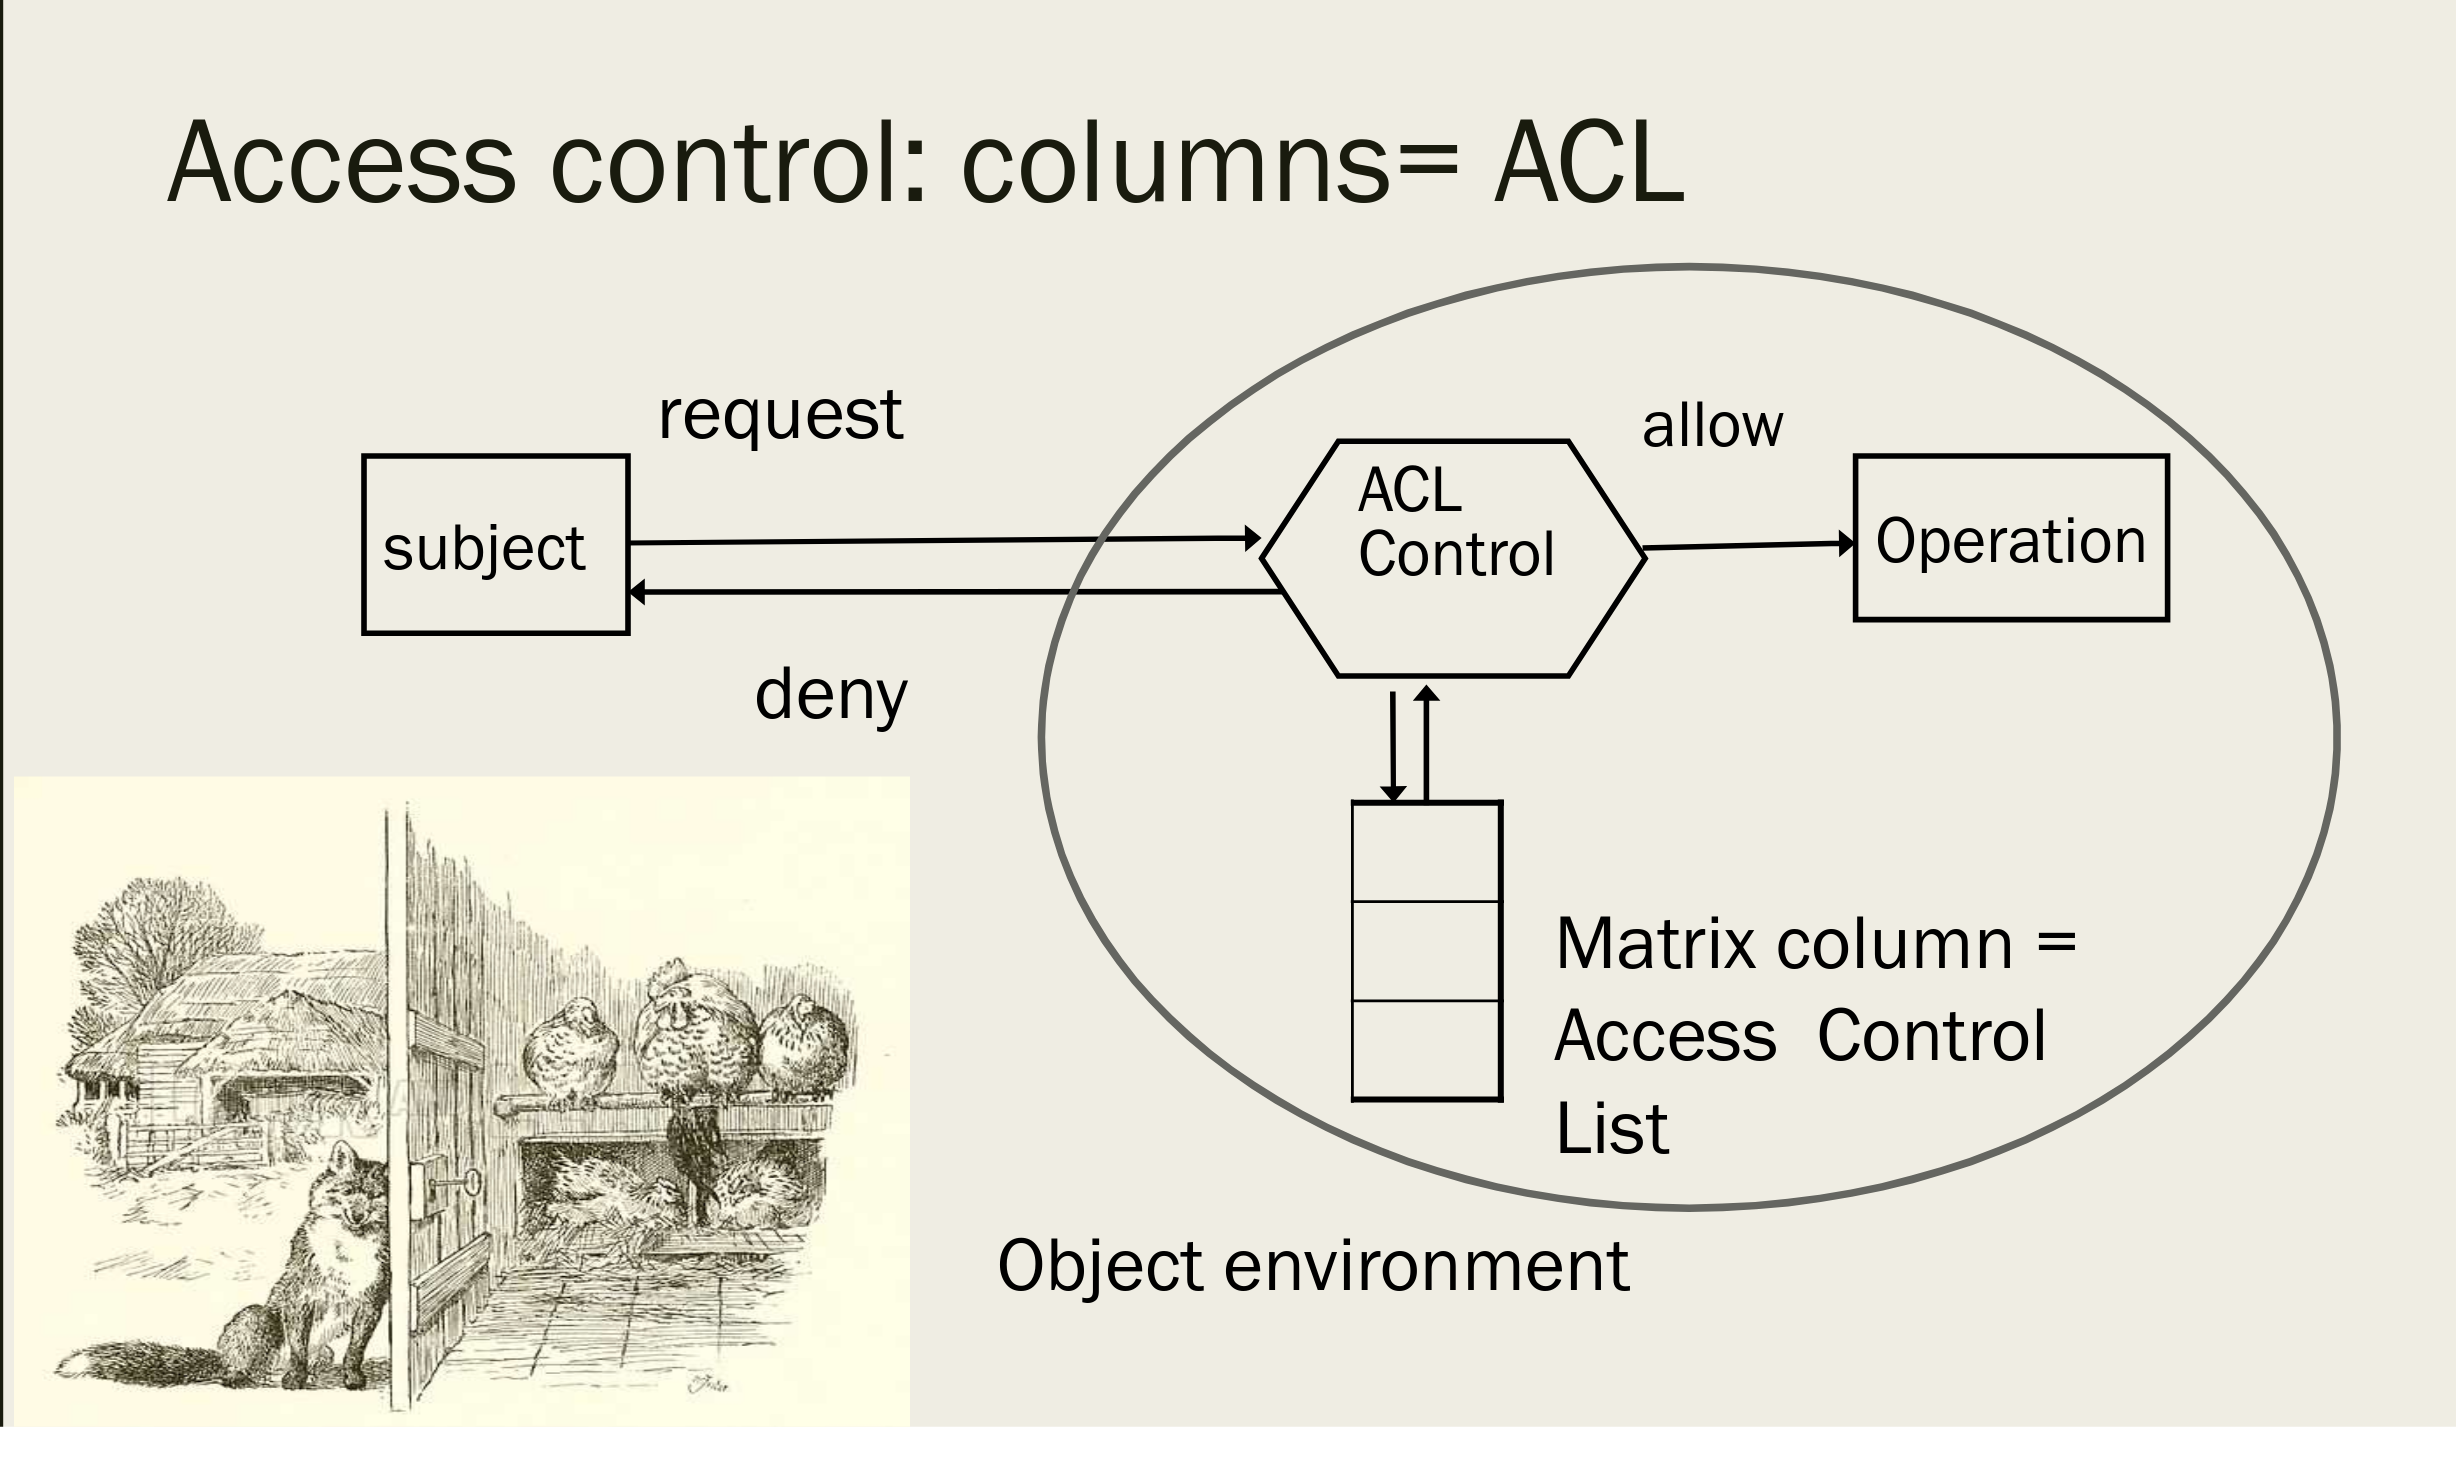 Access control: columns= ACL
request
allow
subject
ACL
Control
Operation
deny
Matrix column =
Access  Control
List
Object environment